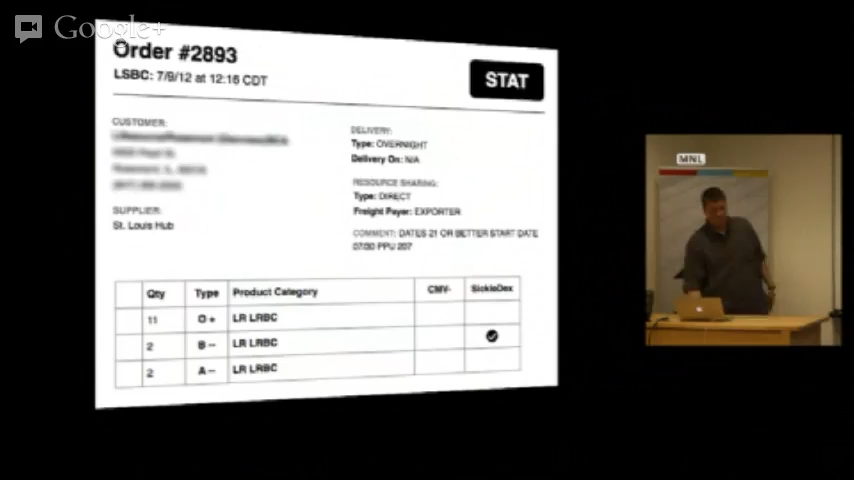 Google+
Order #2893
LSBC: 7/9/12 at 12:16 CDT
STAT
CUSTOMER:
SUPPLIER:
St. Louis Hub
DELIVERY:
Type: OVERNIGHT
Delivery On: N/A
RESOURCE SHARING:
Type: DIRECT
Freight Payer: EXPORTER
COMMENT: DATES 21 OR BETTER START DATE
07:00 PPU 207
Qty Type Product Category CMV- SickleDex
11 O + LR LRBC
2 B – LR LRBC
2 A – LR LRBC
MNL